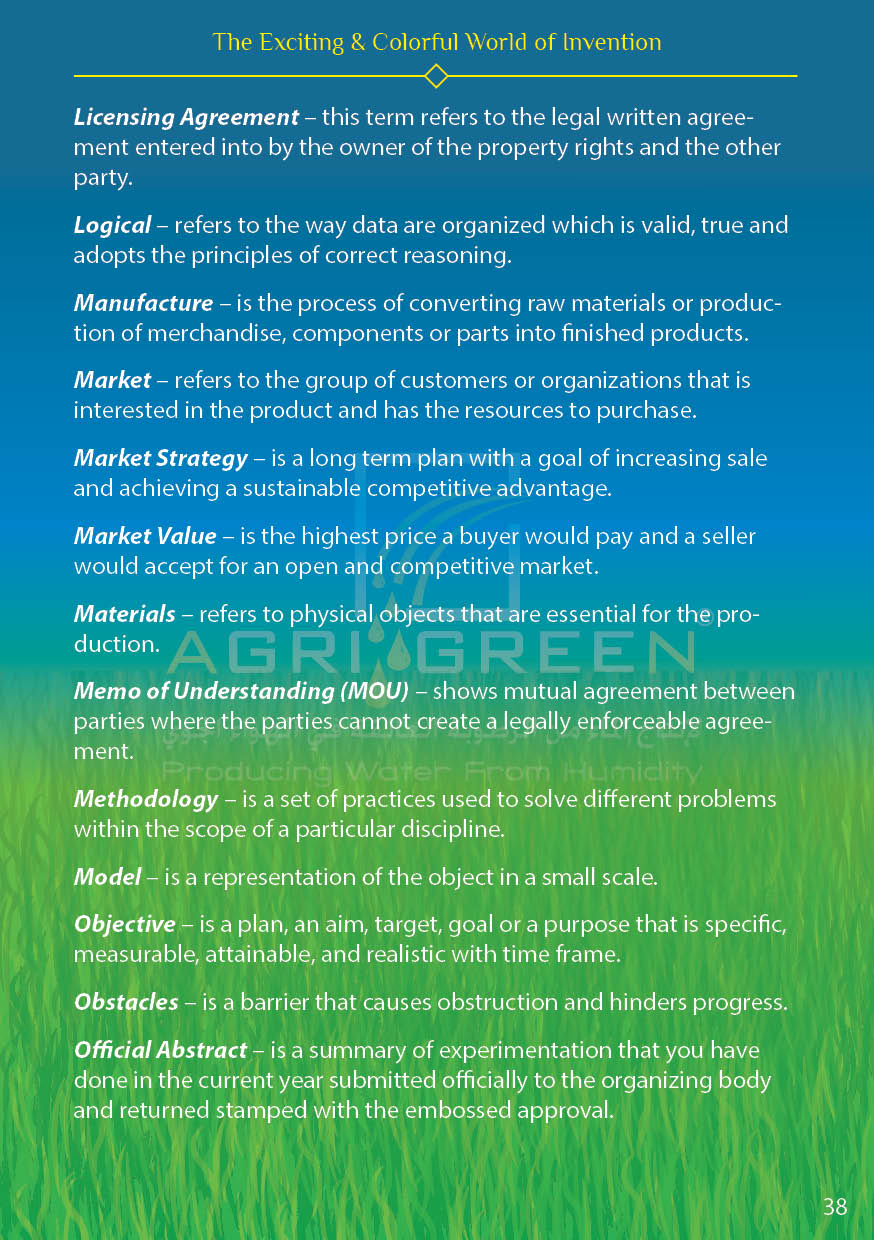 The Exciting & Colorful World of Invention
Licensing Agreement – this term refers to the legal written agree-
ment entered into by the owner of the property rights and the other
party.
Logical – refers to the way data are organized which is valid, true and
adopts the principles of correct reasoning.
Manufacture – is the process of converting raw materials or produc-
tion of merchandise, components or parts into finished products.
Market – refers to the group of customers or organizations that is
interested in the product and has the resources to purchase.
Market Strategy – is a long term plan with a goal of increasing sale
and achieving a sustainable competitive advantage.
Market Value – is the highest price a buyer would pay and a seller
would accept for an open and competitive market.
Materials – refers to physical objects that are essential for the pro-
duction.
AGRI GREEN®
Memo of Understanding (MOU) – shows mutual agreement between
parties where the parties cannot create a legally enforceable agree-
ment.
Producing Water From Humidity
Methodology – is a set of practices used to solve different problems
within the scope of a particular discipline.
Model – is a representation of the object in a small scale.
Objective – is a plan, an aim, target, goal or a purpose that is specific,
measurable, attainable, and realistic with time frame.
Obstacles – is a barrier that causes obstruction and hinders progress.
Official Abstract – is a summary of experimentation that you have
done in the current year submitted officially to the organizing body
and returned stamped with the embossed approval.
38